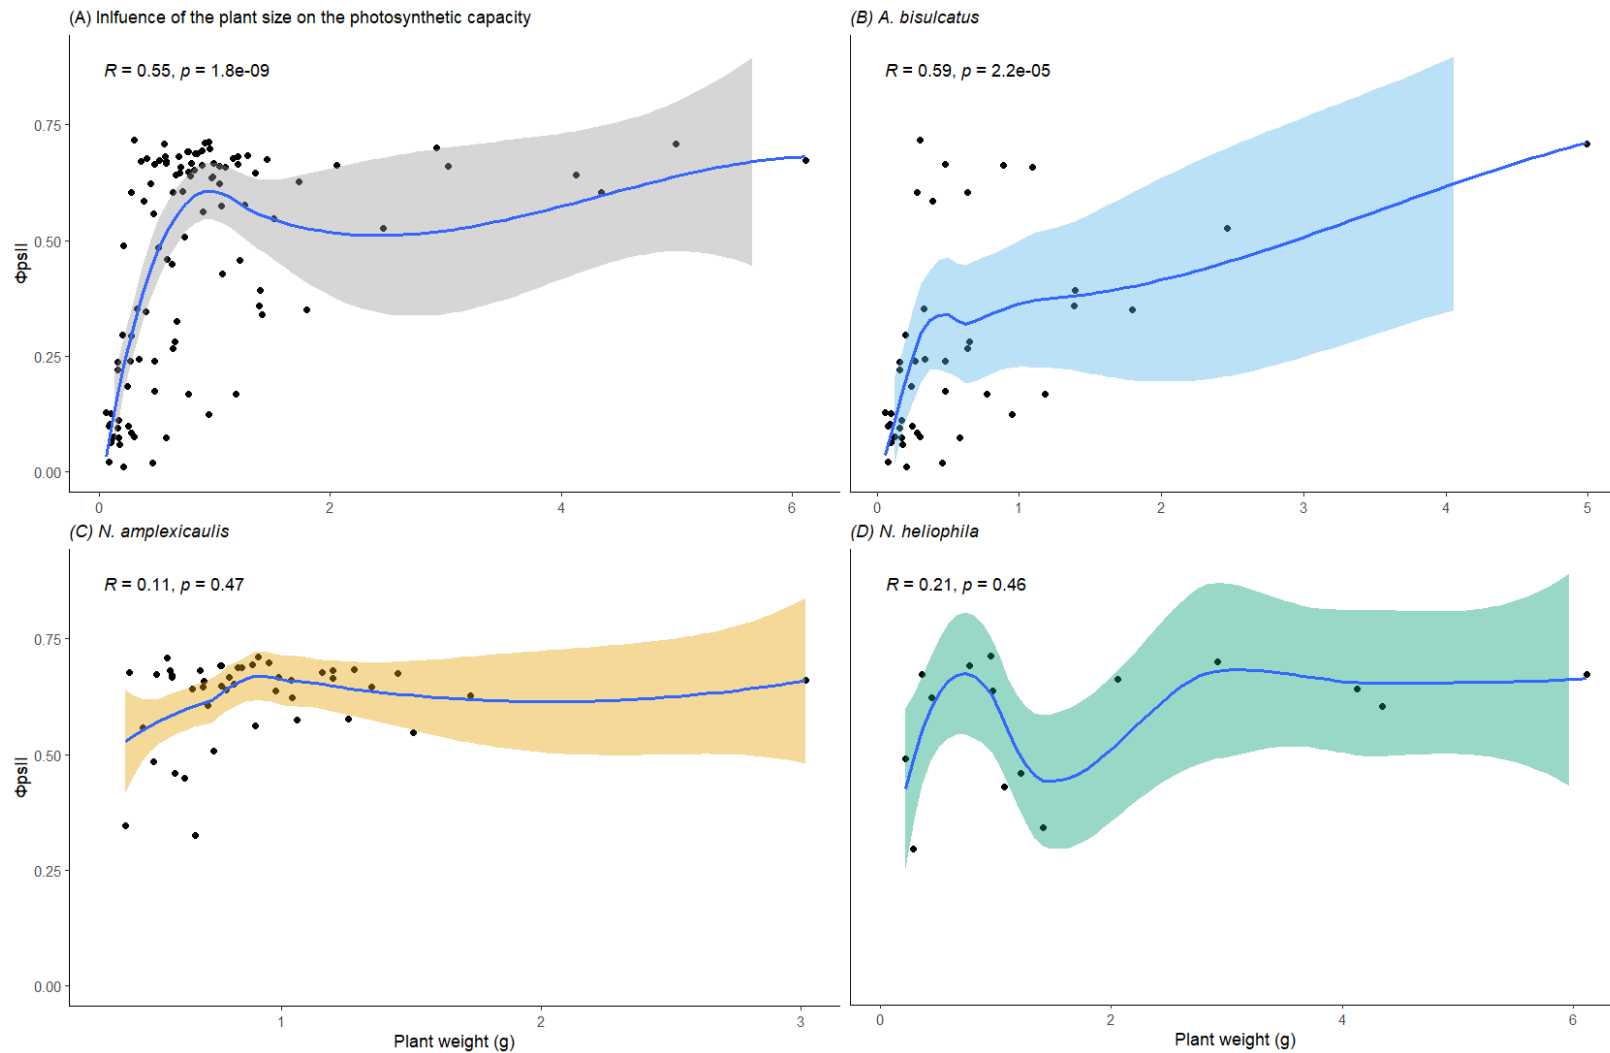 (A) Inlfuence of the plant size on the photosynthetic capacity
R = 0.55, p = 1.8e-09
0.75
0.50
0.25
0.00
ΦpsII
0
2
4
6
(B) A. bisulcatus
R = 0.59, p = 2.2e-05
0
1
2
3
4
5
(C) N. amplexicaulis
R = 0.11, p = 0.47
0.75
0.50
0.25
0.00
ΦpsII
1
2
3
Plant weight (g)
(D) N. heliophila
R = 0.21, p = 0.46
0
2
4
6
Plant weight (g)